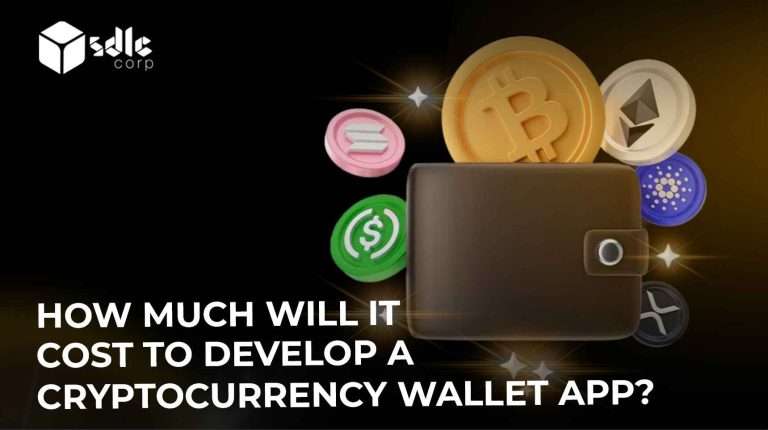 sdlc
corp
HOW MUCH WILL IT
COST TO DEVELOP A
CRYPTOCURRENCY WALLET APP?